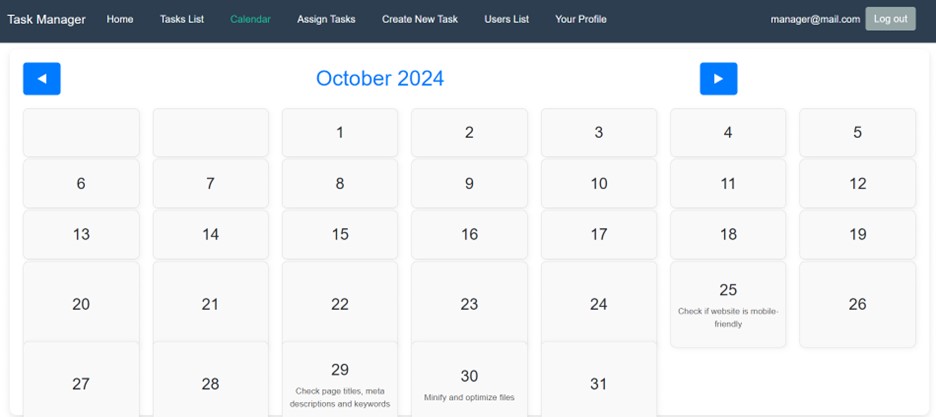 Task Manager Home Tasks List Calendar Assign Tasks Create New Task Users List Your Profile manager@mail.com Log out
◀ October 2024 ▶
1 2 3 4 5
6 7 8 9 10 11 12
13 14 15 16 17 18 19
20 21 22 23 24 25 26
Check if website is mobile-
friendly
27 28 29 30 31
Check page titles, meta
descriptions and keywords
Minify and optimize files